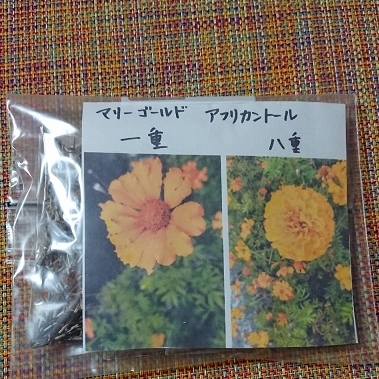 マリーゴールド アフリカントール
一重 八重